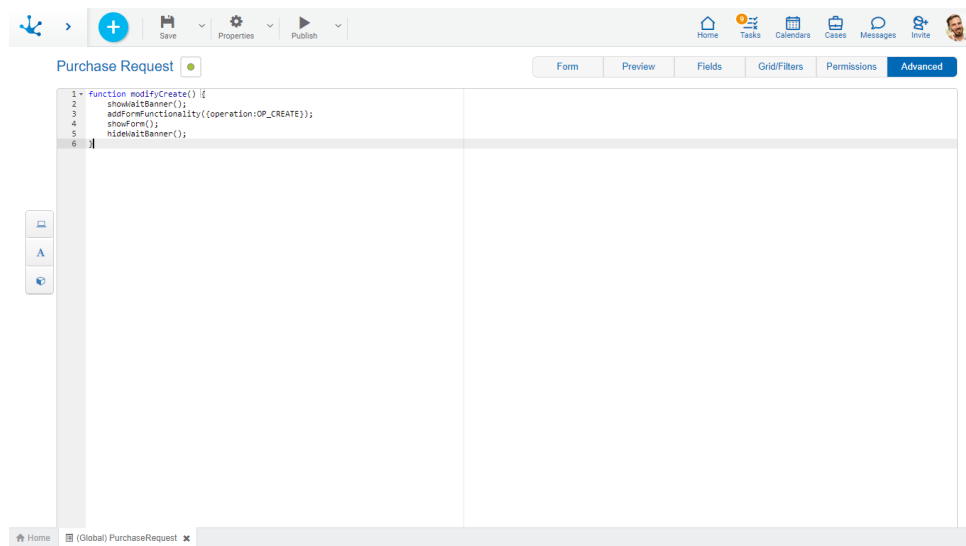 Save
Properties
Publish
Home
9
Tasks
Calendars
Cases
Messages
Invite
Purchase Request
Form
Preview
Fields
Grid/Filters
Permissions
Advanced
1 function modifyCreate() {
2 showWaitBanner();
3 addFormFunctionality({operation:OP_CREATE});
4 showForm();
5 hideWaitBanner();
6 }
A
Home
(Global) PurchaseRequest